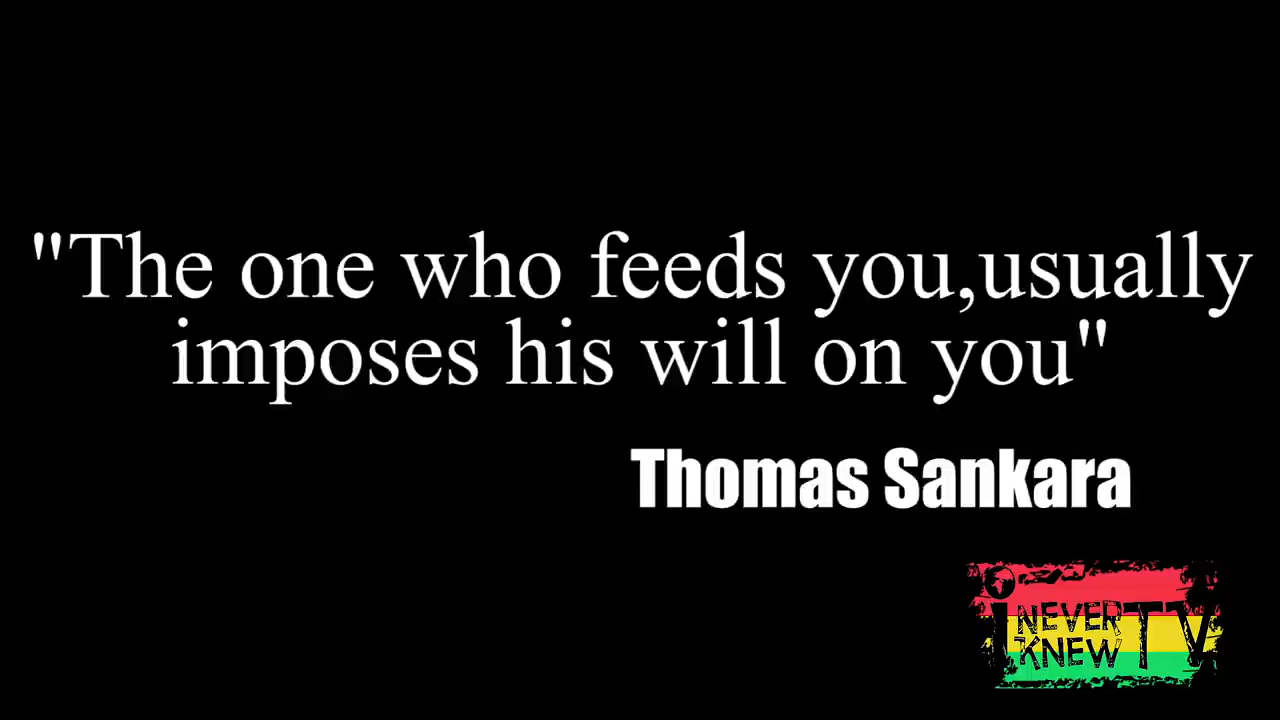 "The one who feeds you,usually
imposes his will on you"
Thomas Sankara
I NEVER KNEW TV